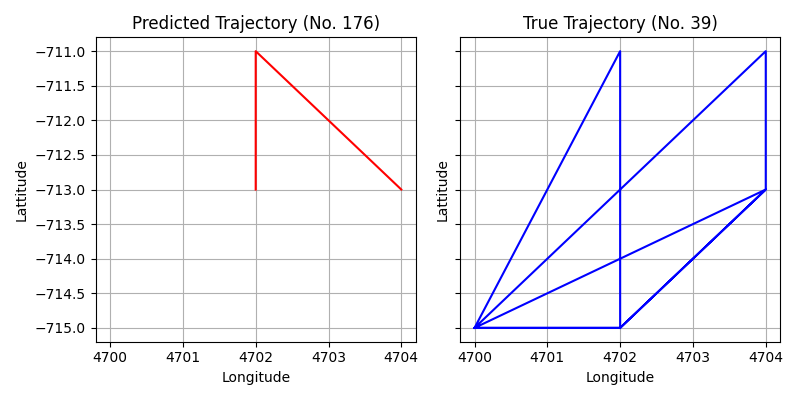 Predicted Trajectory (No. 176)
True Trajectory (No. 39)
−711.0
−711.5
−712.0
−712.5
−713.0
−713.5
−714.0
−714.5
−715.0
Lattitude
Lattitude
4700 4701 4702 4703 4704
4700 4701 4702 4703 4704
Longitude
Longitude